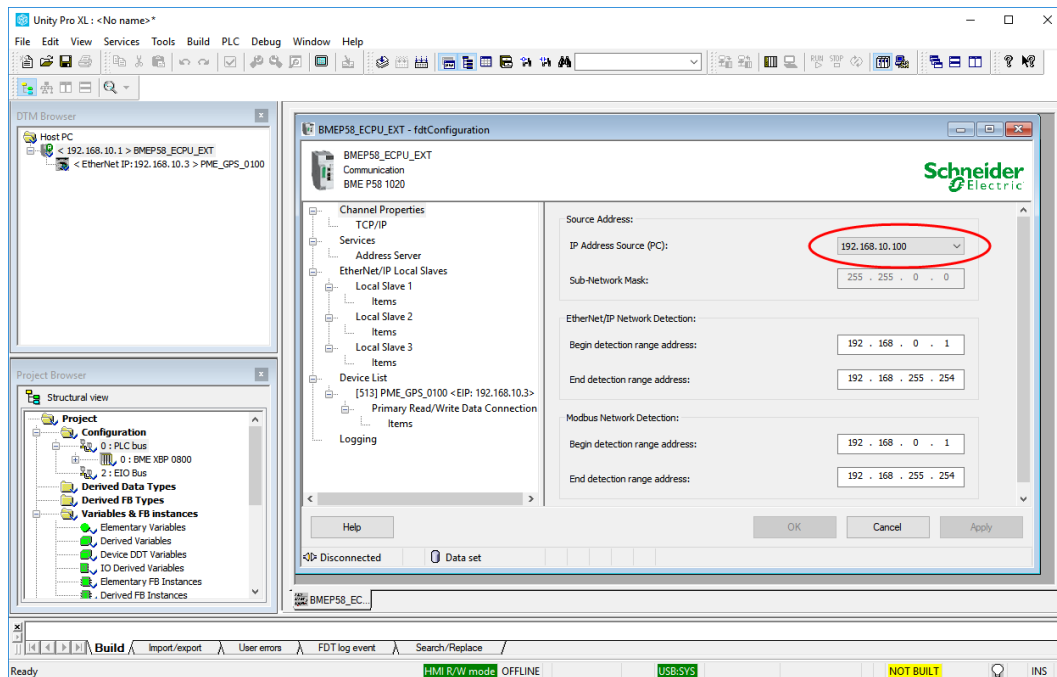 Unity Pro XL : <No name>*
File Edit View Services Tools Build PLC Debug Window Help
RUN STOP
DTM Browser
Host PC
< 192.168.10.1 > BMEP58_ECPU_EXT
< EtherNet IP:192.168.10.3 > PME_GPS_0100
Project Browser
Structural view
Project
Configuration
0 : PLC bus
0 : BME XBP 0800
2 : EIO Bus
Derived Data Types
Derived FB Types
Variables & FB instances
Elementary Variables
Derived Variables
Device DDT Variables
IO Derived Variables
Elementary FB Instances
Derived FB Instances
BMEP58_ECPU_EXT - fdtConfiguration
BMEP58_ECPU_EXT
Communication
BME P58 1020
Schneider
Electric
Channel Properties
TCP/IP
Services
Address Server
EtherNet/IP Local Slaves
Local Slave 1
Items
Local Slave 2
Items
Local Slave 3
Items
Device List
[513] PME_GPS_0100 <EIP: 192.168.10.3>
Primary Read/Write Data Connection
Items
Logging
Source Address:
IP Address Source (PC): 192.168.10.100
Sub-Network Mask: 255 . 255 . 0 . 0
EtherNet/IP Network Detection:
Begin detection range address: 192 . 168 . 0 . 1
End detection range address: 192 . 168 . 255 . 254
Modbus Network Detection:
Begin detection range address: 192 . 168 . 0 . 1
End detection range address: 192 . 168 . 255 . 254
Help OK Cancel Apply
Disconnected Data set
BMEP58_EC...
Build Import/export User errors FDT log event Search/Replace
Ready HMI R/W mode OFFLINE USB:SYS NOT BUILT INS